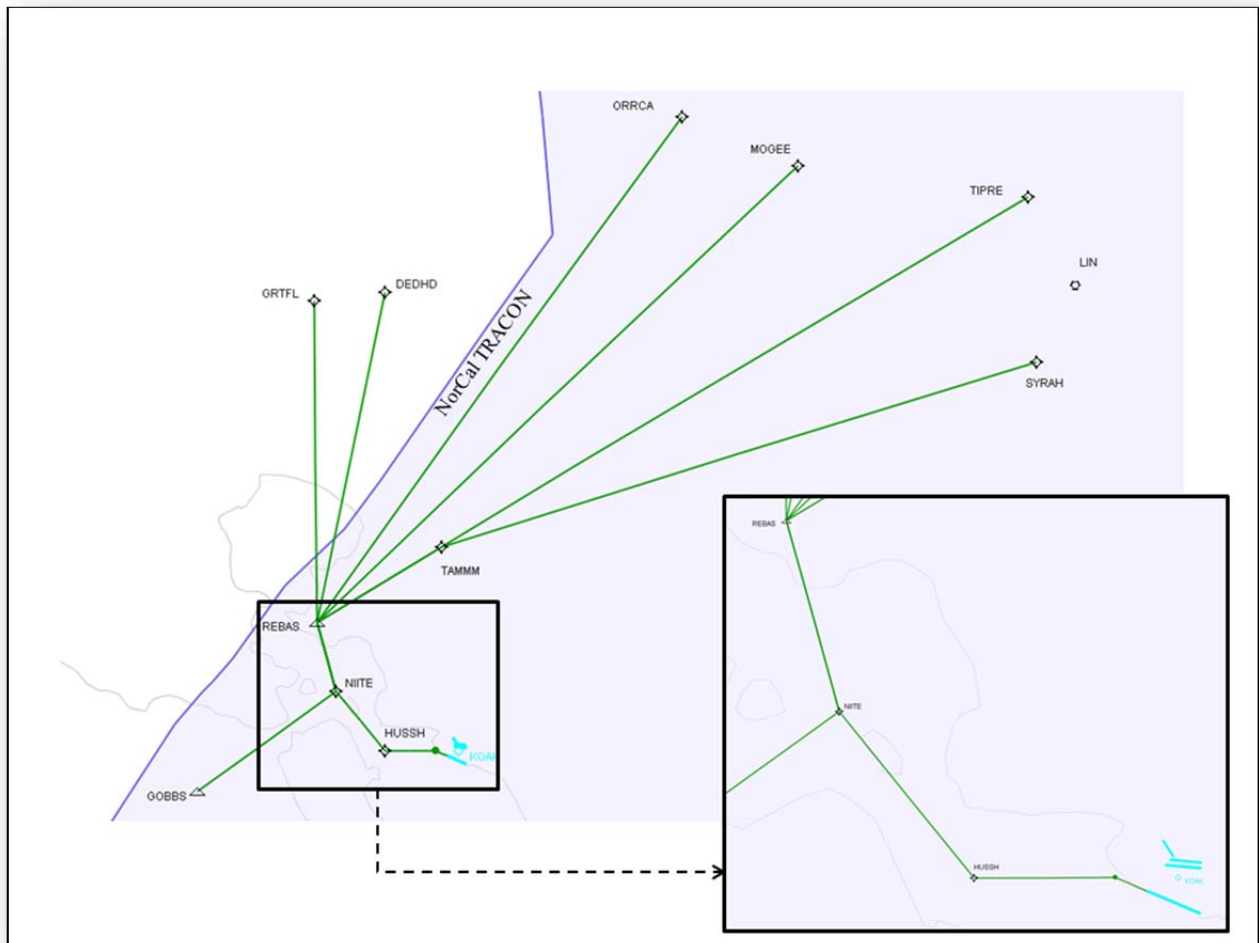 ORRCA
MOGEE
TIPRE
LIN
GRTFL
DEDHD
SYRAH
NorCal TRACON
TAMMM
REBAS
NIITE
HUSSH
KOAK
GOBBS
REBAS
NIITE
HUSSH
KOAK